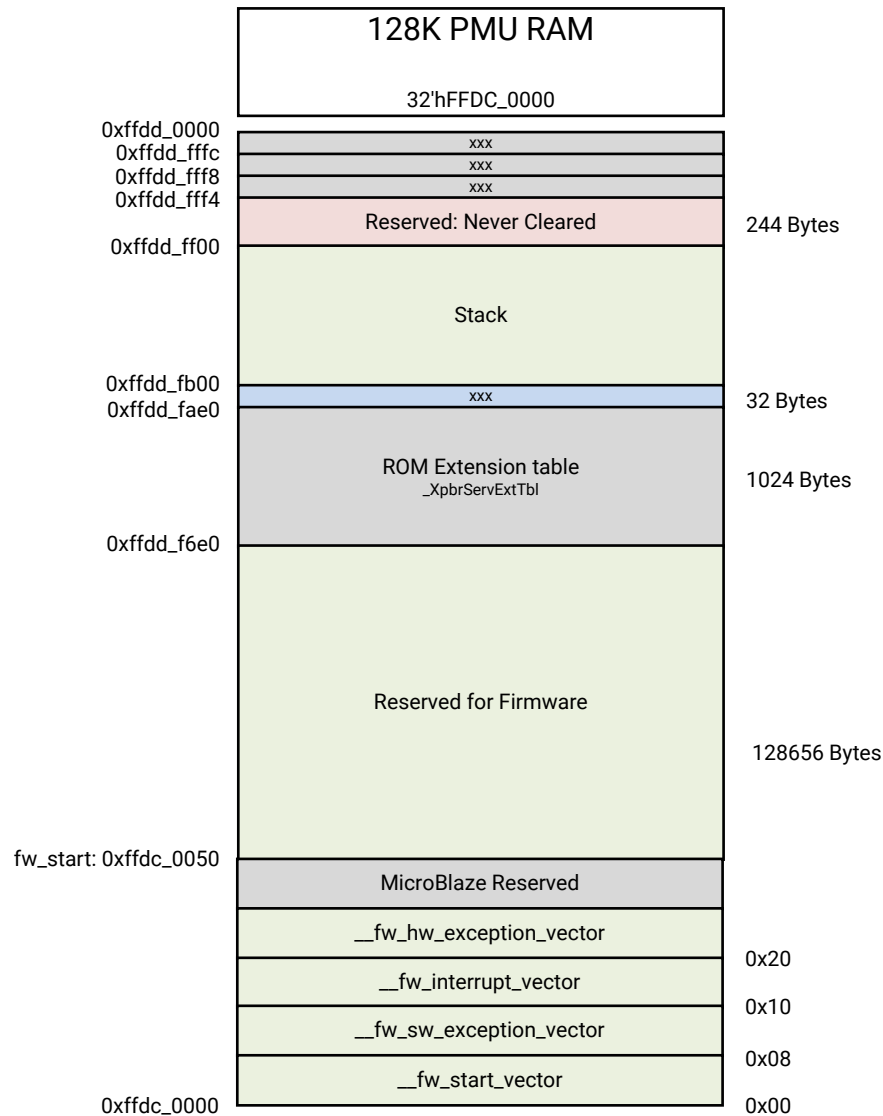 128K PMU RAM
32'hFFDC_0000
0xffdd_0000
xxx
0xffdd_fffc
xxx
0xffdd_fff8
xxx
0xffdd_fff4
Reserved: Never Cleared
244 Bytes
0xffdd_ff00
Stack
0xffdd_fb00
xxx
32 Bytes
0xffdd_fae0
ROM Extension table
_XpbrServExtTbl
1024 Bytes
0xffdd_f6e0
Reserved for Firmware
128656 Bytes
fw_start: 0xffdc_0050
MicroBlaze Reserved
__fw_hw_exception_vector
0x20
__fw_interrupt_vector
0x10
__fw_sw_exception_vector
0x08
__fw_start_vector
0xffdc_0000
0x00